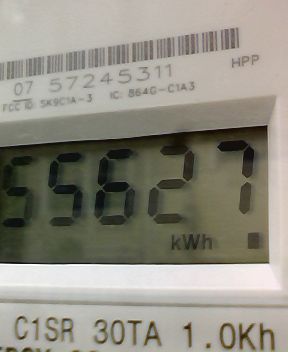 HPP
07 57245311
FCC ID: SK9C1A-3 IC: 864G-C1A3
55627
kWh
C1SR 30TA 1.0Kh